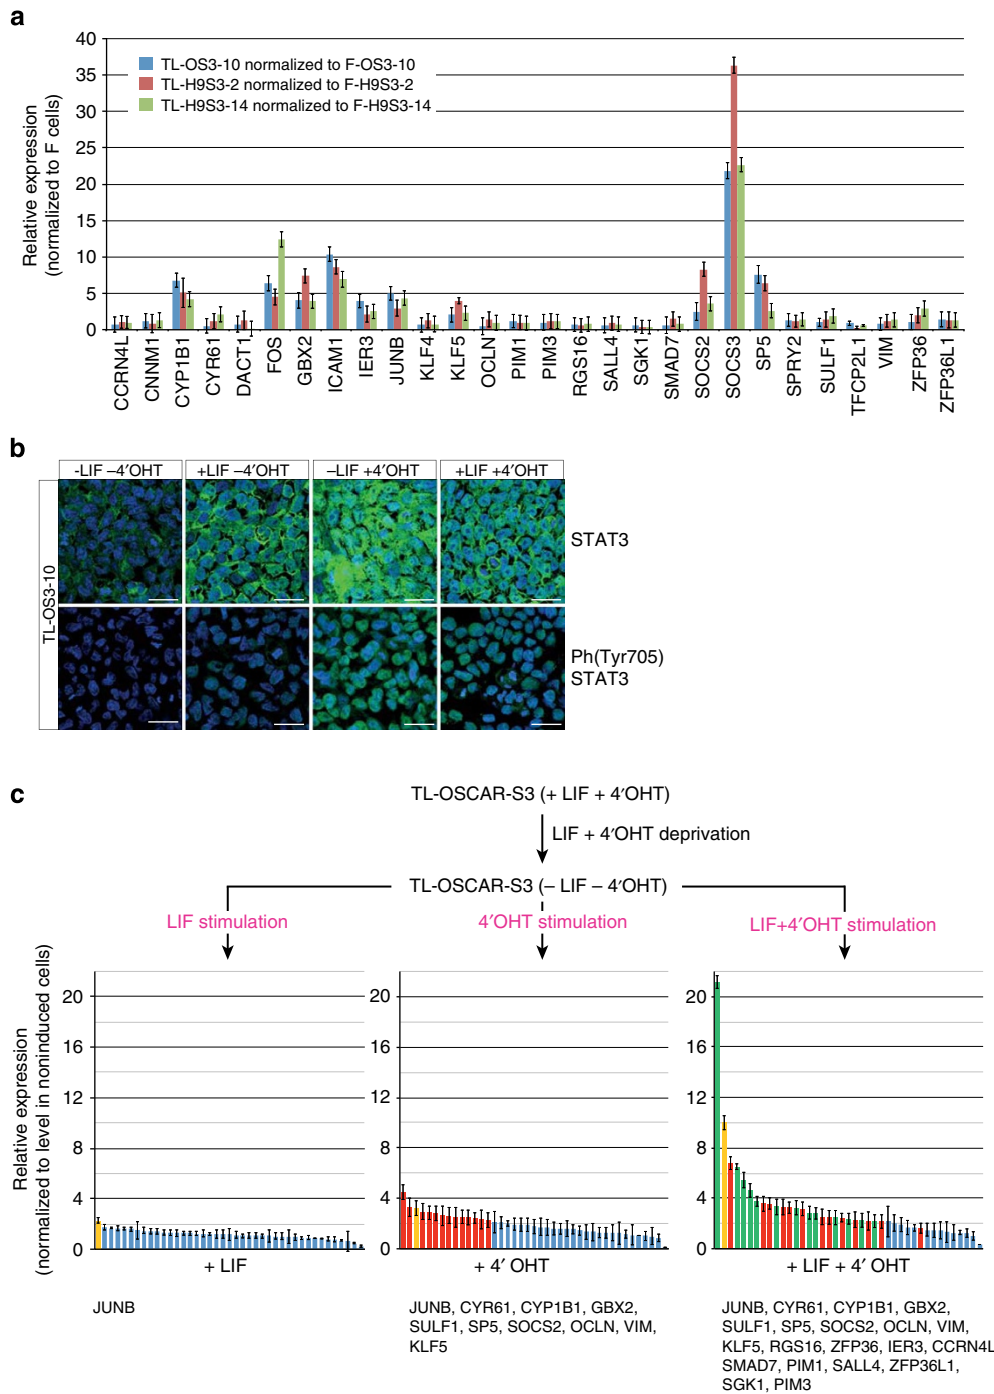 a
40
35
30
25
20
15
10
5
0
Relative expression
(normalized to F cells)
TL-OS3-10 normalized to F-OS3-10
TL-H9S3-2 normalized to F-H9S3-2
TL-H9S3-14 normalized to F-H9S3-14
CCRN4L
CNNM1
CYP1B1
CYR61
DACT1
FOS
GBX2
ICAM1
IER3
JUNB
KLF4
KLF5
OCLN
PIM1
PIM3
RGS16
SALL4
SGK1
SMAD7
SOCS2
SOCS3
SP5
SPRY2
SULF1
TFCP2L1
VIM
ZFP36
ZFP36L1
b
-LIF –4′OHT
+LIF –4′OHT
–LIF +4′OHT
+LIF +4′OHT
TL-OS3-10
STAT3
Ph(Tyr705)
STAT3
c
TL-OSCAR-S3 (+ LIF + 4′OHT)
LIF + 4′OHT deprivation
TL-OSCAR-S3 (– LIF – 4′OHT)
LIF stimulation
4′OHT stimulation
LIF+4′OHT stimulation
Relative expression
(normalized to level in noninduced cells)
20
16
12
8
4
0
20
16
12
8
4
0
20
16
12
8
4
0
+ LIF
+ 4′ OHT
+ LIF + 4′ OHT
JUNB
JUNB, CYR61, CYP1B1, GBX2,
SULF1, SP5, SOCS2, OCLN, VIM,
KLF5
JUNB, CYR61, CYP1B1, GBX2,
SULF1, SP5, SOCS2, OCLN, VIM,
KLF5, RGS16, ZFP36, IER3, CCRN4L
SMAD7, PIM1, SALL4, ZFP36L1,
SGK1, PIM3